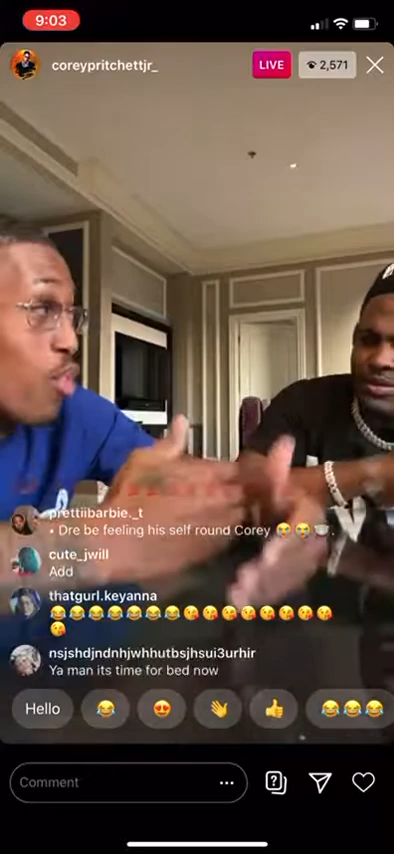 9:03
coreypritchettjr_
LIVE
2,571
prettiibarbie._t
• Dre be feeling his self round Corey 😭😭🤝.
cute_jwill
Add
thatgurl.keyanna
😂😂😂😂😂😂😂😘😘😘😘😘😘😘😘
😘
nsjshdjndnhjwhhutbsjhsui3urhir
Ya man its time for bed now
Hello 😂 😍 👋 👍 😂😂😂
Comment